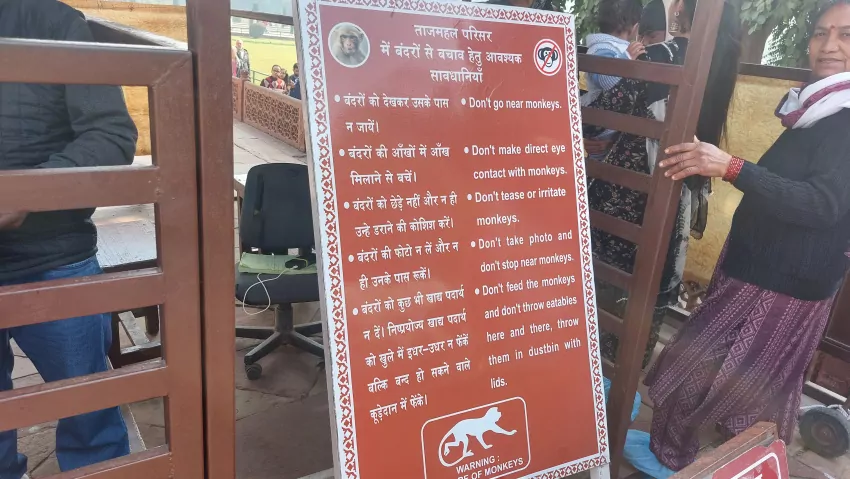 ताजमहल परिसर
में बंदरों से बचाव हेतु आवश्यक
सावधानियाँ
• बंदरों को देखकर उसके पास
न जायें।
• बंदरों की आँखों में आँख
मिलाने से बचें।
• बंदरों को छेड़े नहीं और न ही
उन्हे डराने की कोशिश करें।
• बंदरों की फोटो न लें और न
ही उनके पास रूकें।
• बंदरों को कुछ भी खाद्य पदार्थ
न दें। निष्प्रयोज्य खाद्य पदार्थ
को खुले में इधर-उधर न फेंकें
वल्कि बन्द हो सकने वाले
कूड़ेदान में फेंके।
• Don't go near monkeys.
• Don't make direct eye
contact with monkeys.
• Don't tease or irritate
monkeys.
• Don't take photo and
don't stop near monkeys.
• Don't feed the monkeys
and don't throw eatables
here and there, throw
them in dustbin with
lids.
WARNING :
OF MONKEYS